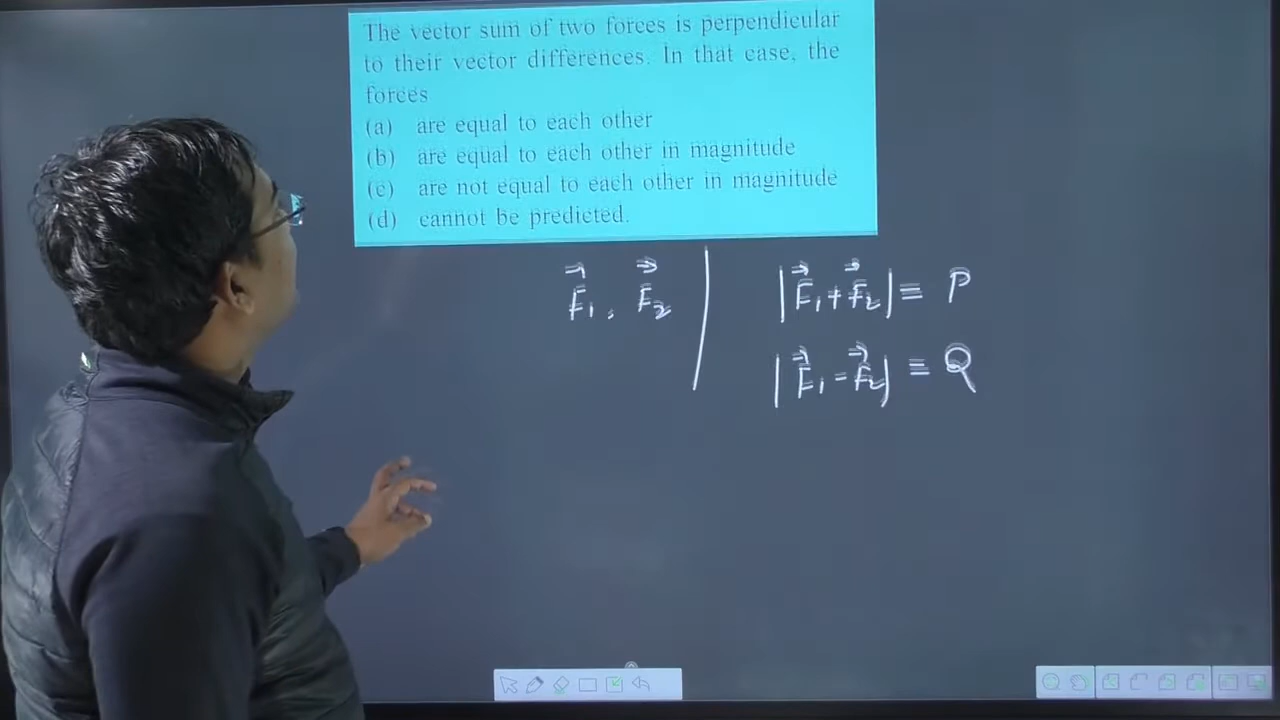 The vector sum of two forces is perpendicular
to their vector differences. In that case, the
forces
(a) are equal to each other
(b) are equal to each other in magnitude
(c) are not equal to each other in magnitude
(d) cannot be predicted.
F⃗₁, F⃗₂
|F⃗₁+F⃗₂| ≡ P
|F⃗₁-F⃗₂| ≡ Q